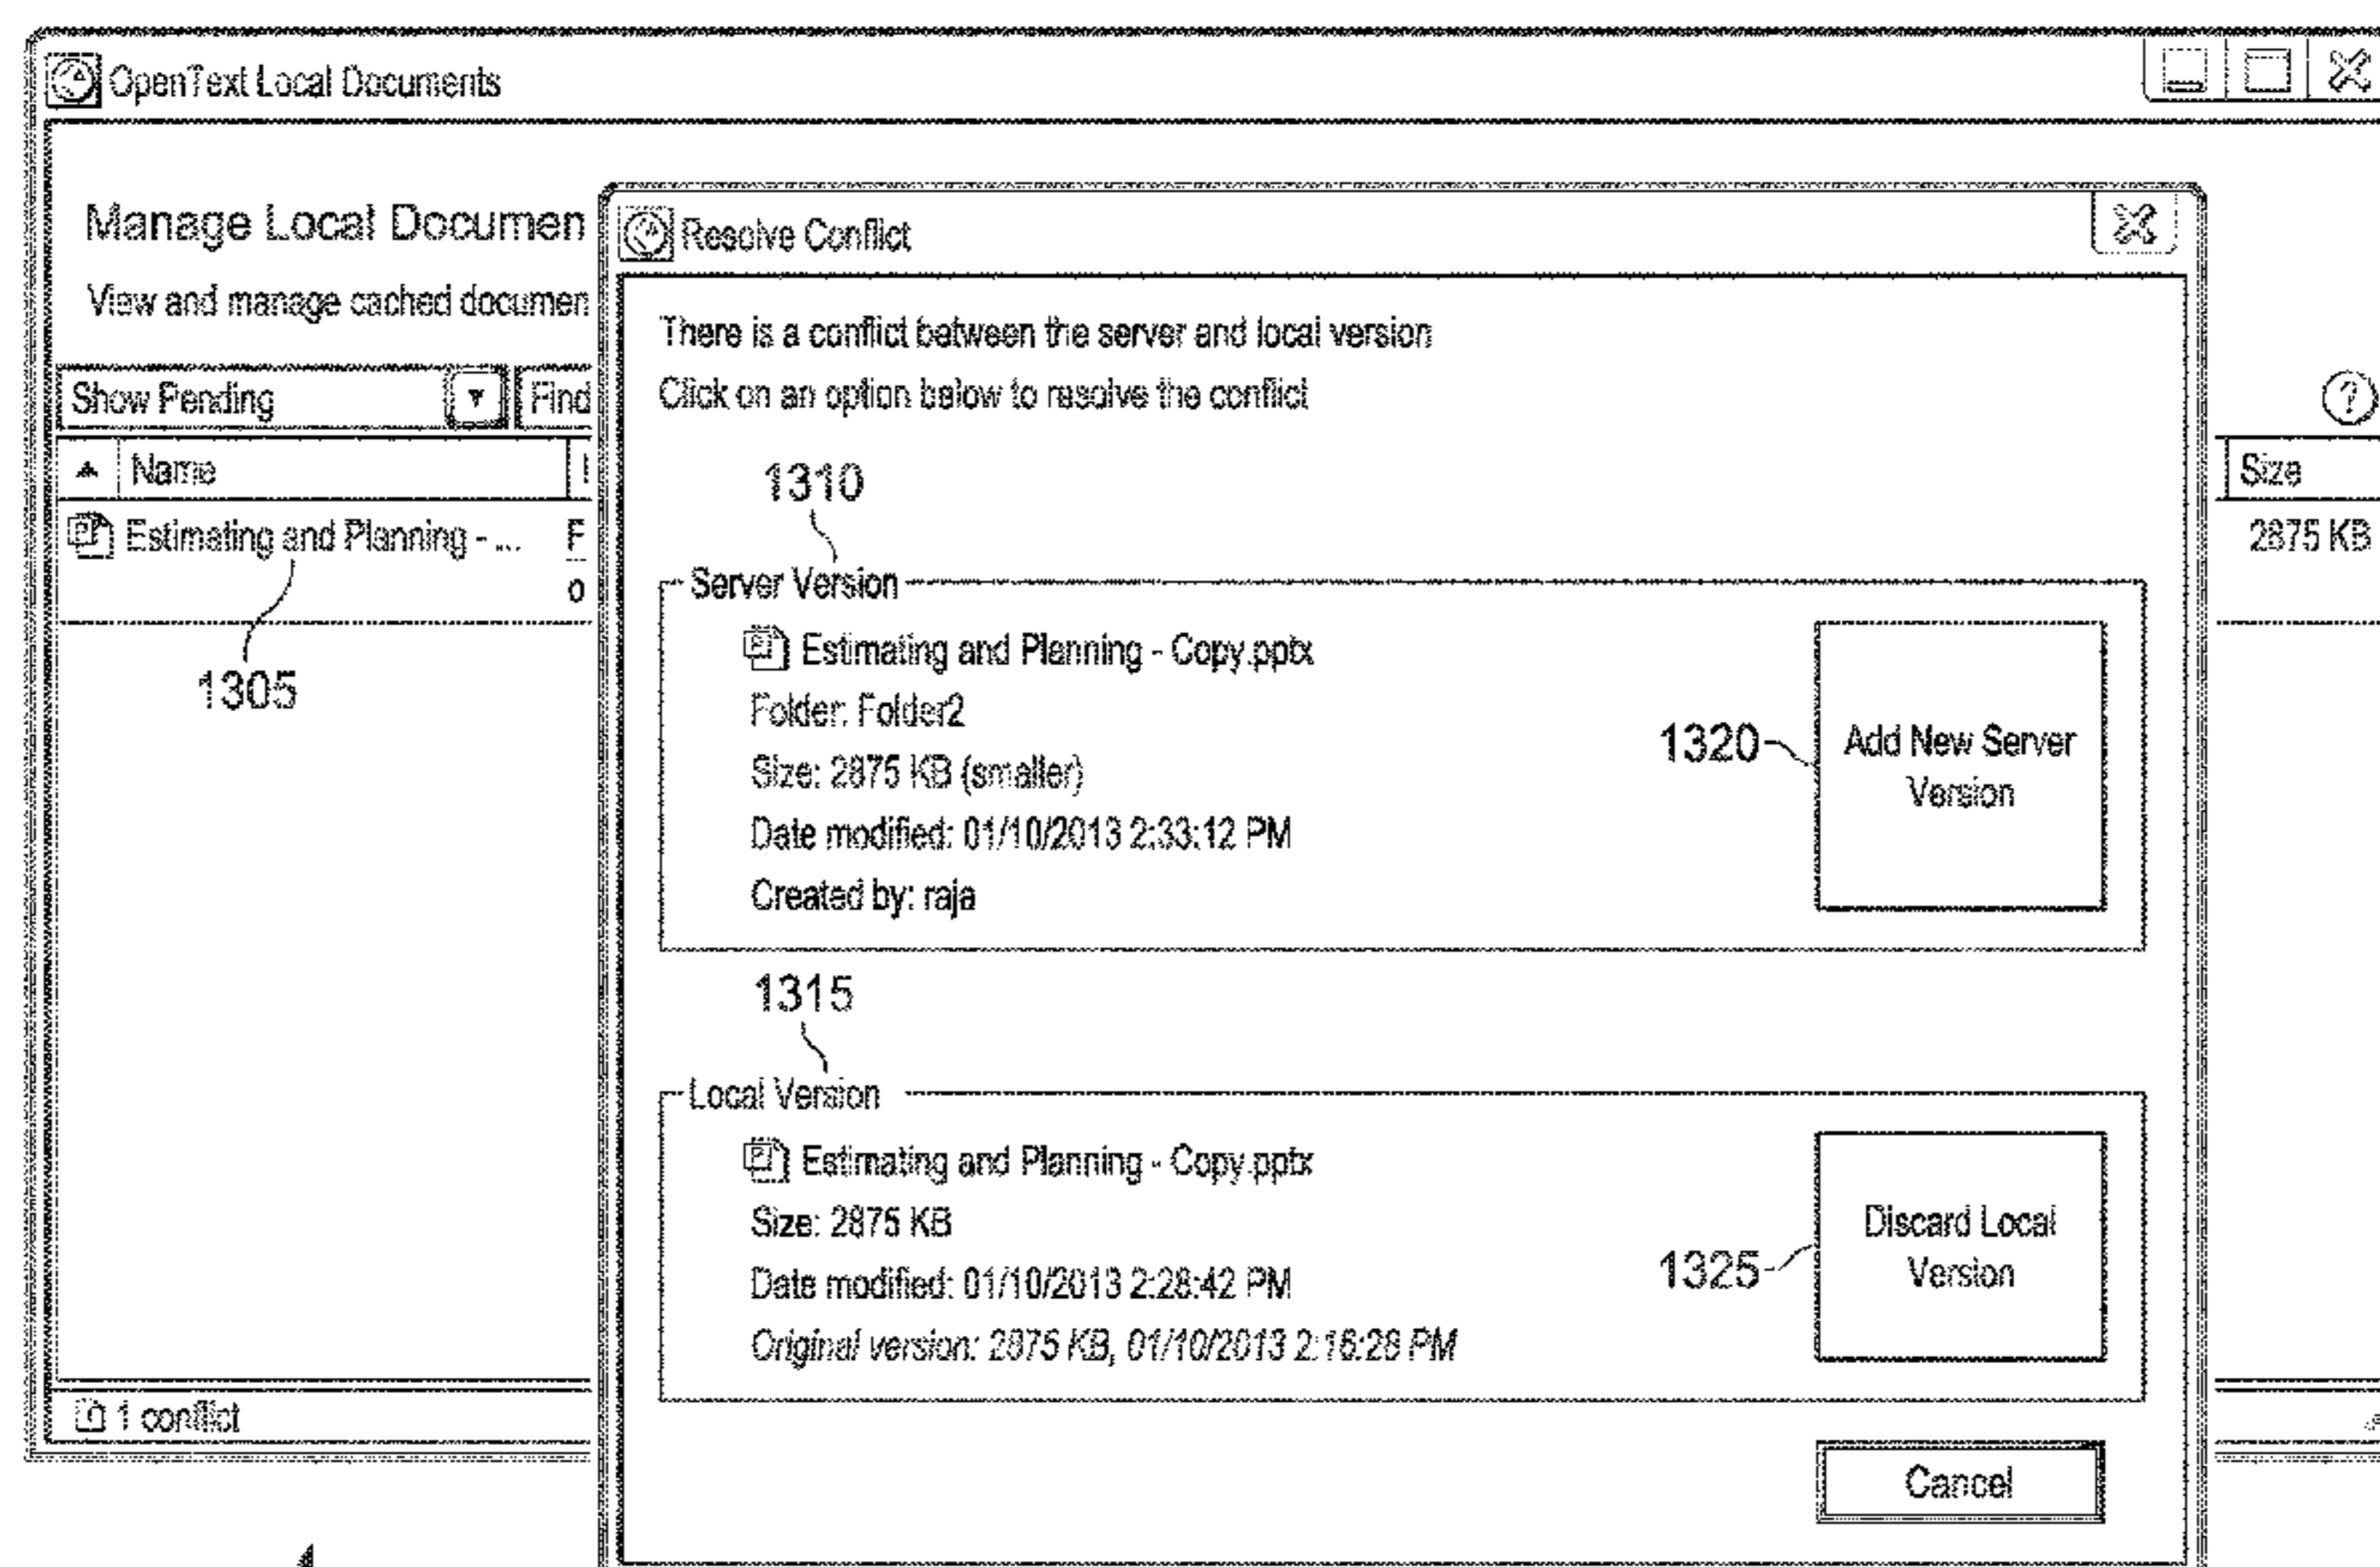 OpenText Local Documents
Manage Local Documen
View and manage cached documen
Show Pending
Find
Name
Size
Estimating and Planning - ...
F
o
2875 KB
1305
1 conflict
Resolve Conflict
There is a conflict between the server and local version
Click on an option below to resolve the conflict
1310
Server Version
Estimating and Planning - Copy.pptx
Folder: Folder2
Size: 2875 KB (smaller)
Date modified: 01/10/2013 2:33:12 PM
Created by: raja
1320
Add New Server
Version
1315
Local Version
Estimating and Planning - Copy.pptx
Size: 2875 KB
Date modified: 01/10/2013 2:28:42 PM
Original version: 2875 KB, 01/10/2013 2:16:28 PM
1325
Discard Local
Version
Cancel